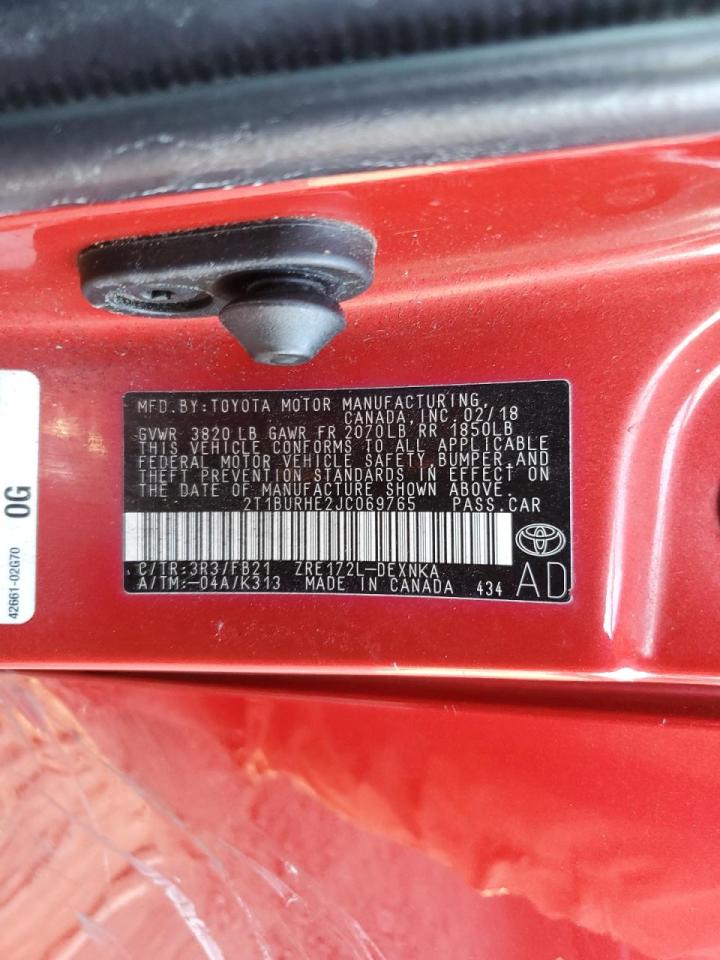 MFD.BY:TOYOTA MOTOR MANUFACTURING,
CANADA,INC.02/18
GVWR 3820 LB GAWR FR 2070LB RR 1850LB
THIS VEHICLE CONFORMS TO ALL APPLICABLE
FEDERAL MOTOR VEHICLE SAFETY, BUMPER,AND
THEFT PREVENTION STANDARDS IN EFFECT ON
THE DATE OF MANUFACTURE SHOWN ABOVE.
2T1BURHE2JC069765 PASS.CAR
C/TR:3R3/FB21 ZRE172L-DEXNKA
A/TM:-04A/K313 MADE IN CANADA 434
AD
0G
42661-02G70